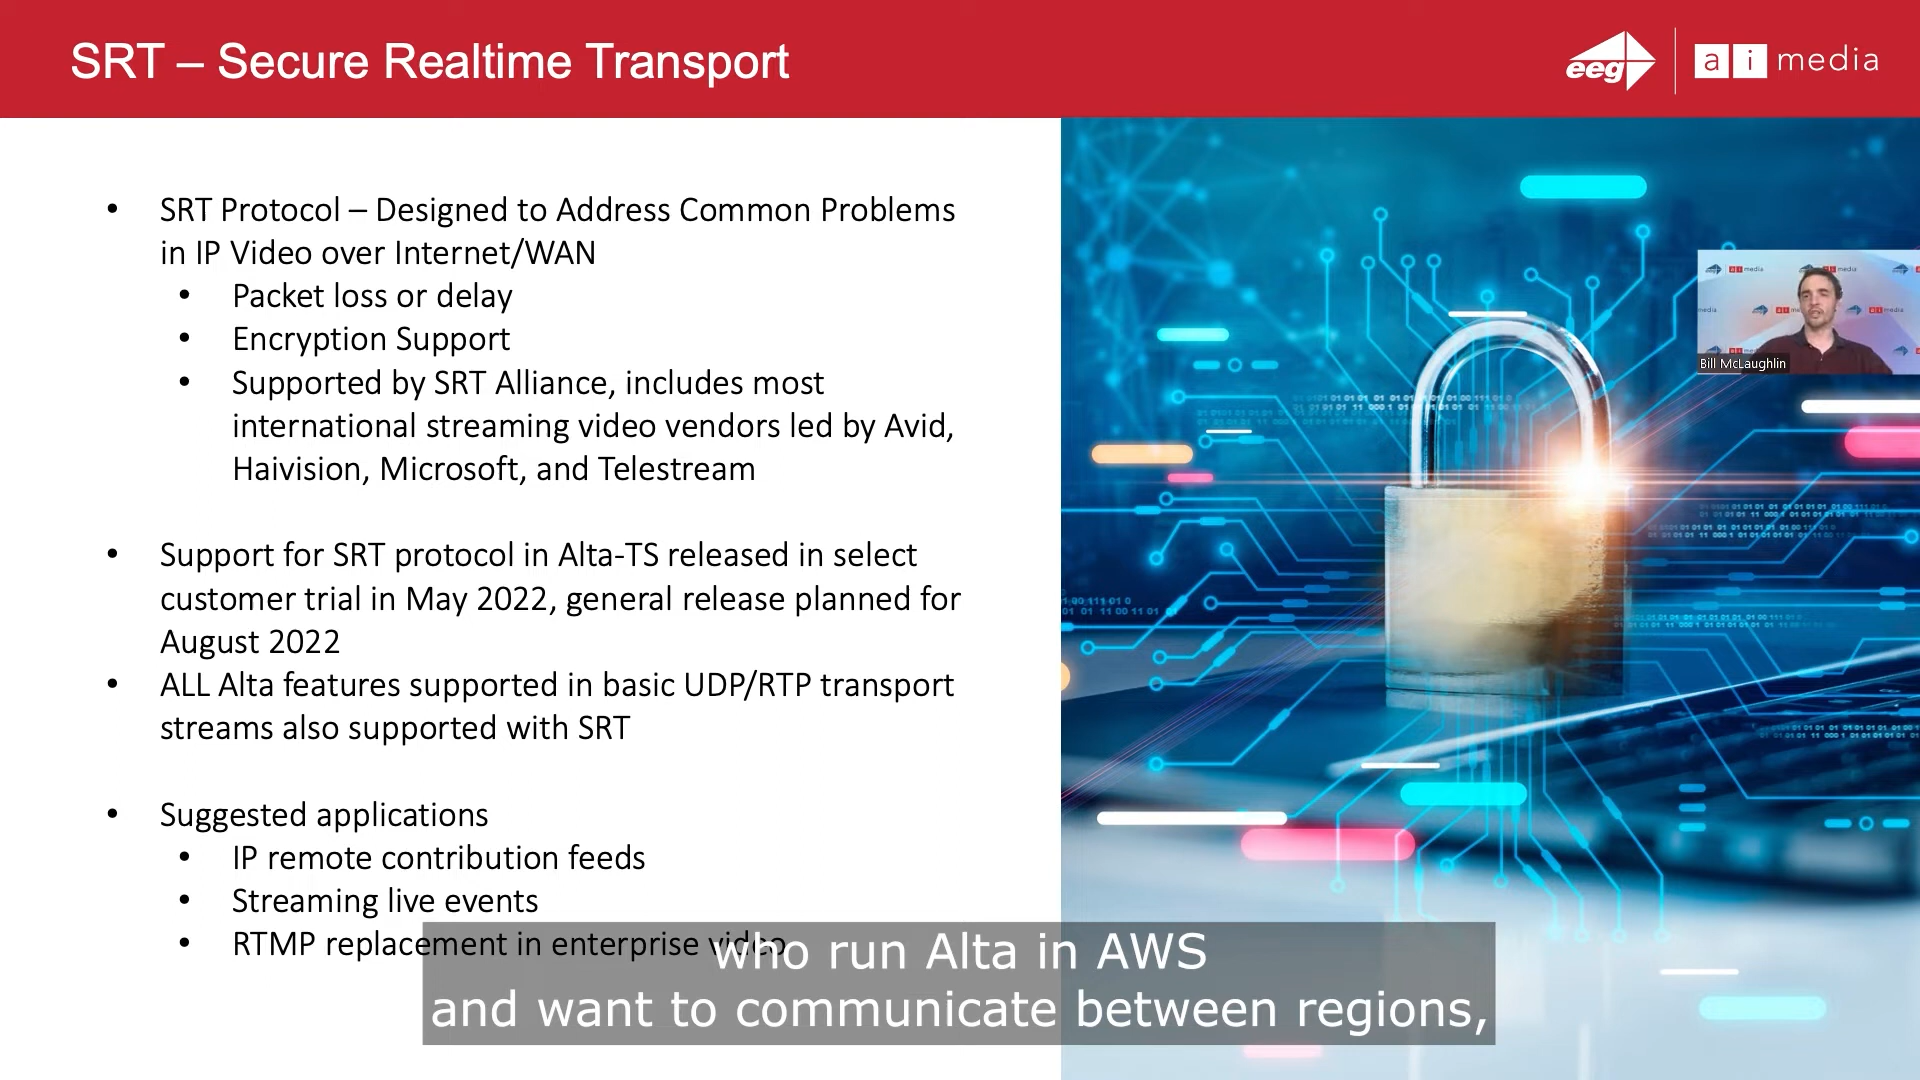 SRT – Secure Realtime Transport
eeg
ai media
• SRT Protocol – Designed to Address Common Problems
in IP Video over Internet/WAN
• Packet loss or delay
• Encryption Support
• Supported by SRT Alliance, includes most
international streaming video vendors led by Avid,
Haivision, Microsoft, and Telestream
• Support for SRT protocol in Alta-TS released in select
customer trial in May 2022, general release planned for
August 2022
• ALL Alta features supported in basic UDP/RTP transport
streams also supported with SRT
• Suggested applications
• IP remote contribution feeds
• Streaming live events
• RTMP replacement in enterprise video
Bill McLaughlin
who run Alta in AWS
and want to communicate between regions,